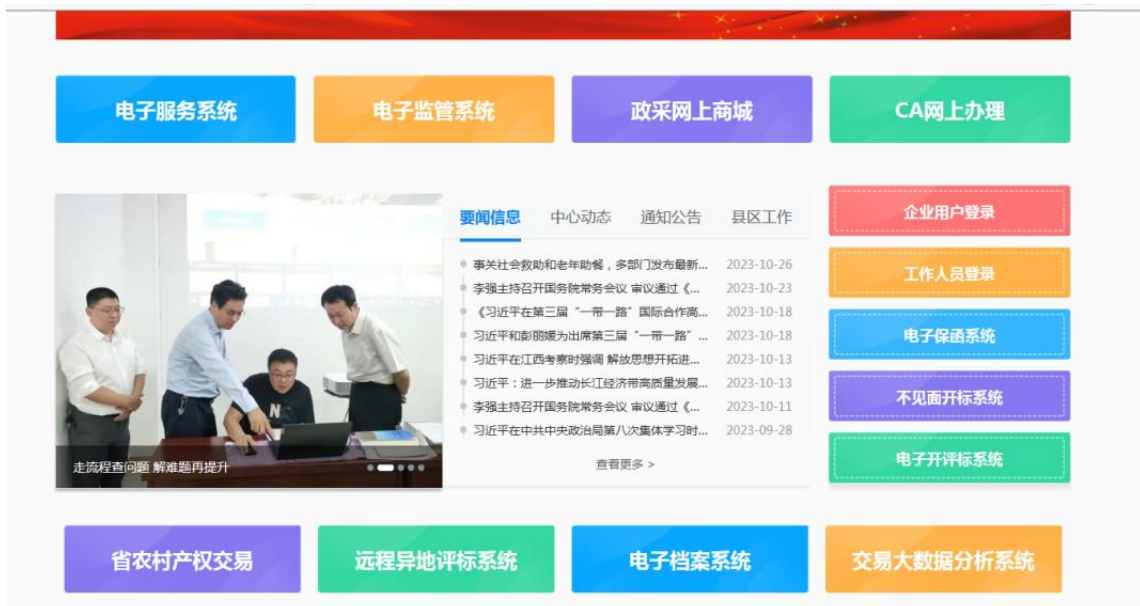 电子服务系统
电子监管系统
政采网上商城
CA网上办理
要闻信息 中心动态 通知公告 县区工作
事关社会救助和老年助餐，多部门发布最新... 2023-10-26
李强主持召开国务院常务会议 审议通过《... 2023-10-23
《习近平在第三届“一带一路”国际合作高... 2023-10-18
习近平和彭丽媛为出席第三届“一带一路”... 2023-10-18
习近平在江西考察时强调 解放思想开拓进... 2023-10-13
习近平：进一步推动长江经济带高质量发展... 2023-10-13
李强主持召开国务院常务会议 审议通过《... 2023-10-11
习近平在中共中央政治局第八次集体学习时... 2023-09-28
查看更多 >
走流程查问题 解难题再提升
N
企业用户登录
工作人员登录
电子保函系统
不见面开标系统
电子开评标系统
省农村产权交易
远程异地评标系统
电子档案系统
交易大数据分析系统